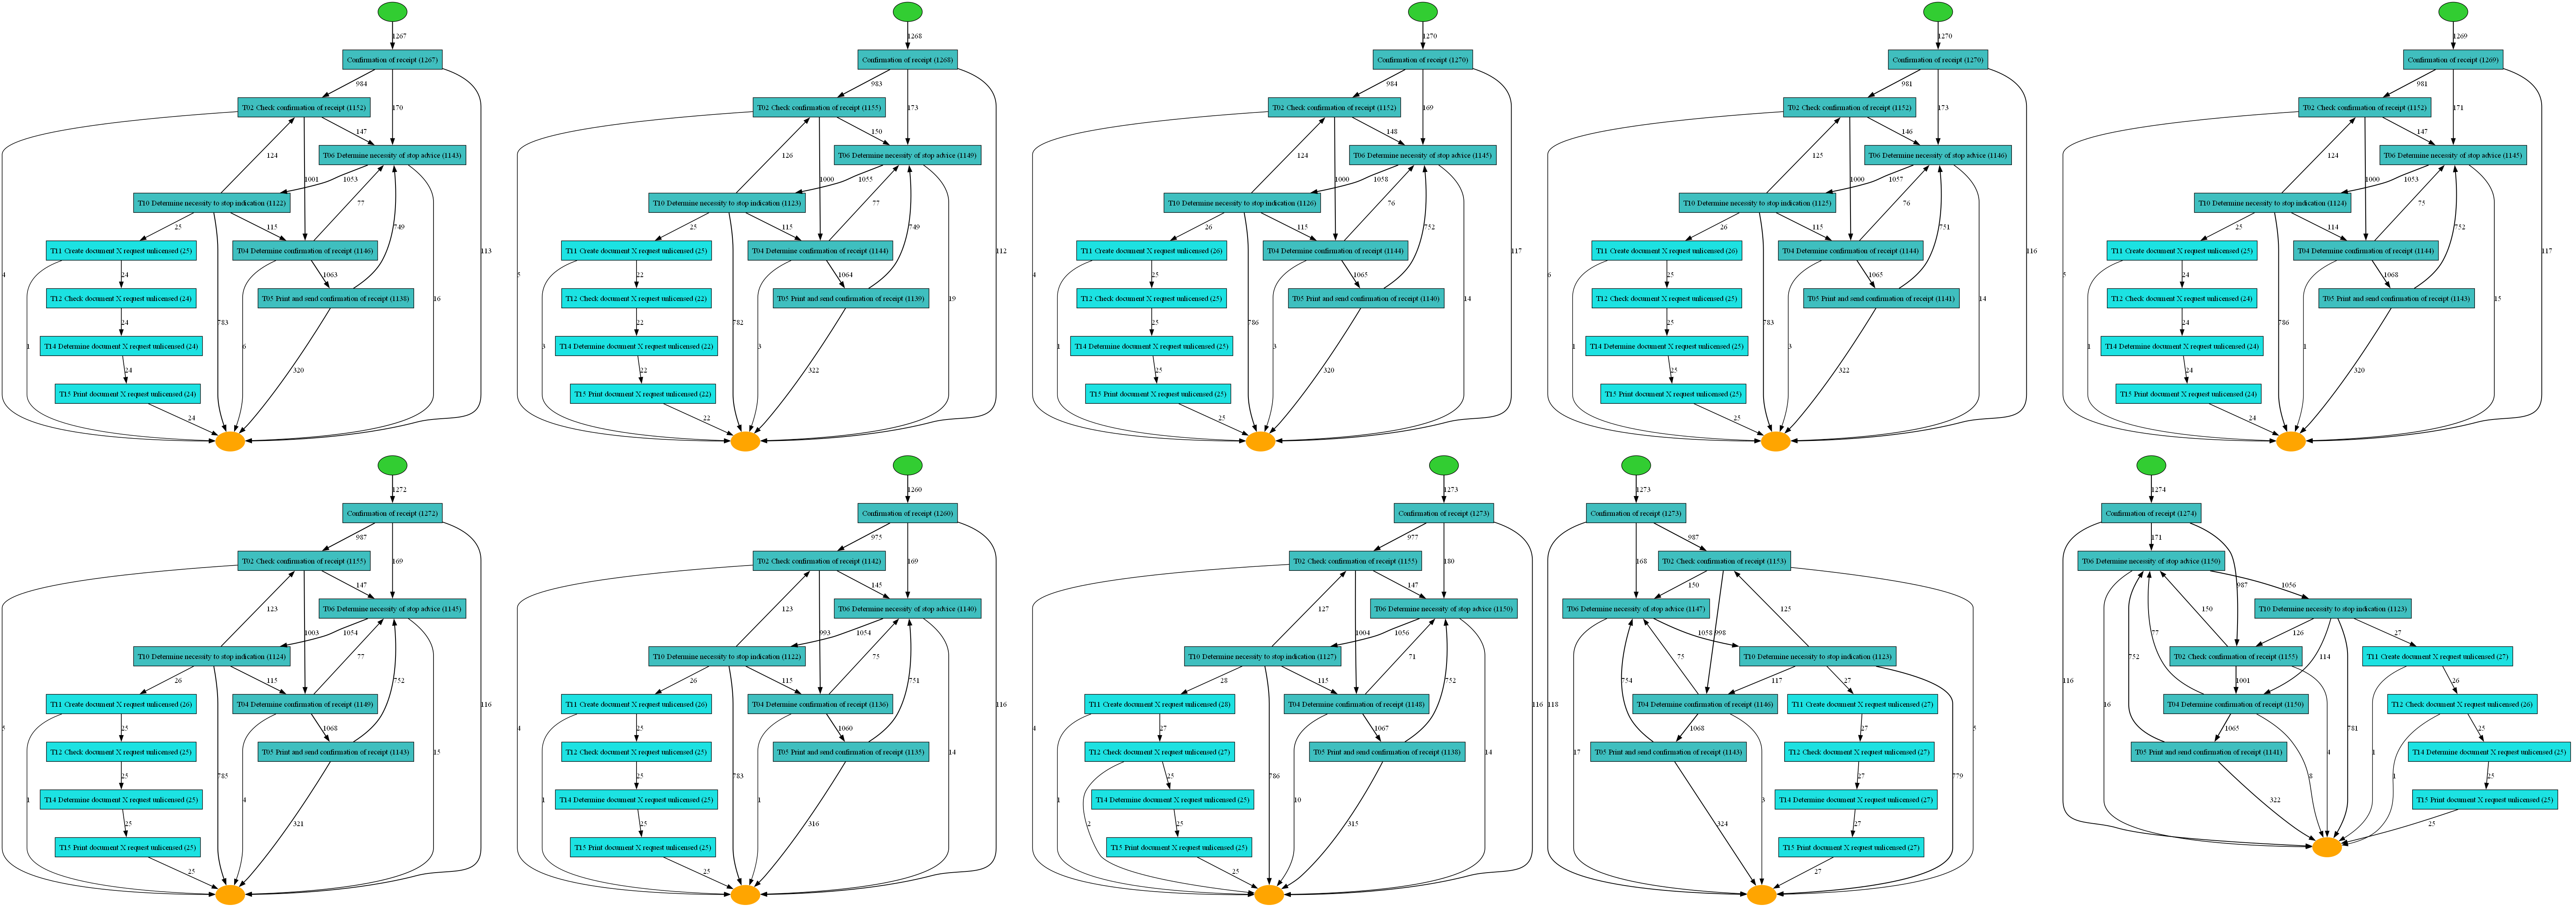 1267
Confirmation of receipt (1267)
984
170
T02 Check confirmation of receipt (1152)
147
T06 Determine necessity of stop advice (1143)
124
1001
1053
T10 Determine necessity to stop indication (1122)
25
115
77
749
113
T11 Create document X request unlicensed (25)
T04 Determine confirmation of receipt (1146)
4
24
1063
T12 Check document X request unlicensed (24)
T05 Print and send confirmation of receipt (1138)
16
24
783
T14 Determine document X request unlicensed (24)
1
6
24
320
T15 Print document X request unlicensed (24)
24
1268
Confirmation of receipt (1268)
983
173
T02 Check confirmation of receipt (1155)
150
T06 Determine necessity of stop advice (1149)
126
1000
1055
T10 Determine necessity to stop indication (1123)
25
115
77
749
112
T11 Create document X request unlicensed (25)
T04 Determine confirmation of receipt (1144)
5
22
1064
T12 Check document X request unlicensed (22)
T05 Print and send confirmation of receipt (1139)
19
22
782
T14 Determine document X request unlicensed (22)
3
3
22
322
T15 Print document X request unlicensed (22)
22
1270
Confirmation of receipt (1270)
984
169
T02 Check confirmation of receipt (1152)
148
T06 Determine necessity of stop advice (1145)
124
1000
1058
T10 Determine necessity to stop indication (1126)
26
115
76
752
117
T11 Create document X request unlicensed (26)
T04 Determine confirmation of receipt (1144)
4
25
1065
T12 Check document X request unlicensed (25)
T05 Print and send confirmation of receipt (1140)
14
25
786
T14 Determine document X request unlicensed (25)
1
3
25
320
T15 Print document X request unlicensed (25)
25
1270
Confirmation of receipt (1270)
981
173
T02 Check confirmation of receipt (1152)
146
T06 Determine necessity of stop advice (1146)
125
1000
1057
T10 Determine necessity to stop indication (1125)
26
115
76
751
116
T11 Create document X request unlicensed (26)
T04 Determine confirmation of receipt (1144)
6
25
1065
T12 Check document X request unlicensed (25)
T05 Print and send confirmation of receipt (1141)
14
25
783
T14 Determine document X request unlicensed (25)
1
3
25
322
T15 Print document X request unlicensed (25)
25
1269
Confirmation of receipt (1269)
981
171
T02 Check confirmation of receipt (1152)
147
T06 Determine necessity of stop advice (1145)
124
1000
1053
T10 Determine necessity to stop indication (1124)
25
114
75
752
117
T11 Create document X request unlicensed (25)
T04 Determine confirmation of receipt (1144)
5
24
1068
T12 Check document X request unlicensed (24)
T05 Print and send confirmation of receipt (1143)
15
24
786
T14 Determine document X request unlicensed (24)
1
1
24
320
T15 Print document X request unlicensed (24)
24
1272
Confirmation of receipt (1272)
987
169
T02 Check confirmation of receipt (1155)
147
T06 Determine necessity of stop advice (1145)
123
1003
1054
T10 Determine necessity to stop indication (1124)
26
115
77
752
116
T11 Create document X request unlicensed (26)
T04 Determine confirmation of receipt (1149)
5
25
1068
T12 Check document X request unlicensed (25)
T05 Print and send confirmation of receipt (1143)
15
25
785
T14 Determine document X request unlicensed (25)
1
4
25
321
T15 Print document X request unlicensed (25)
25
1260
Confirmation of receipt (1260)
975
169
T02 Check confirmation of receipt (1142)
145
T06 Determine necessity of stop advice (1140)
123
993
1054
T10 Determine necessity to stop indication (1122)
26
115
75
751
116
T11 Create document X request unlicensed (26)
T04 Determine confirmation of receipt (1136)
4
25
1060
T12 Check document X request unlicensed (25)
T05 Print and send confirmation of receipt (1135)
14
25
783
T14 Determine document X request unlicensed (25)
1
1
25
316
T15 Print document X request unlicensed (25)
25
1273
Confirmation of receipt (1273)
977
180
T02 Check confirmation of receipt (1155)
147
T06 Determine necessity of stop advice (1150)
127
1004
1056
T10 Determine necessity to stop indication (1127)
28
115
71
752
116
T11 Create document X request unlicensed (28)
T04 Determine confirmation of receipt (1148)
4
27
1067
T12 Check document X request unlicensed (27)
T05 Print and send confirmation of receipt (1138)
14
25
786
T14 Determine document X request unlicensed (25)
1
2
10
25
315
T15 Print document X request unlicensed (25)
25
1273
Confirmation of receipt (1273)
168
987
T02 Check confirmation of receipt (1153)
150
T06 Determine necessity of stop advice (1147)
1058
998
125
T10 Determine necessity to stop indication (1123)
754
75
117
27
118
T04 Determine confirmation of receipt (1146)
T11 Create document X request unlicensed (27)
1068
27
5
T05 Print and send confirmation of receipt (1143)
T12 Check document X request unlicensed (27)
17
27
779
T14 Determine document X request unlicensed (27)
324
3
27
T15 Print document X request unlicensed (27)
27
1274
Confirmation of receipt (1274)
171
T06 Determine necessity of stop advice (1150)
987
1056
T10 Determine necessity to stop indication (1123)
150
77
126
27
T02 Check confirmation of receipt (1155)
114
T11 Create document X request unlicensed (27)
116
752
1001
26
16
T04 Determine confirmation of receipt (1150)
T12 Check document X request unlicensed (26)
1065
781
25
T05 Print and send confirmation of receipt (1141)
4
1
T14 Determine document X request unlicensed (25)
322
8
1
25
T15 Print document X request unlicensed (25)
25